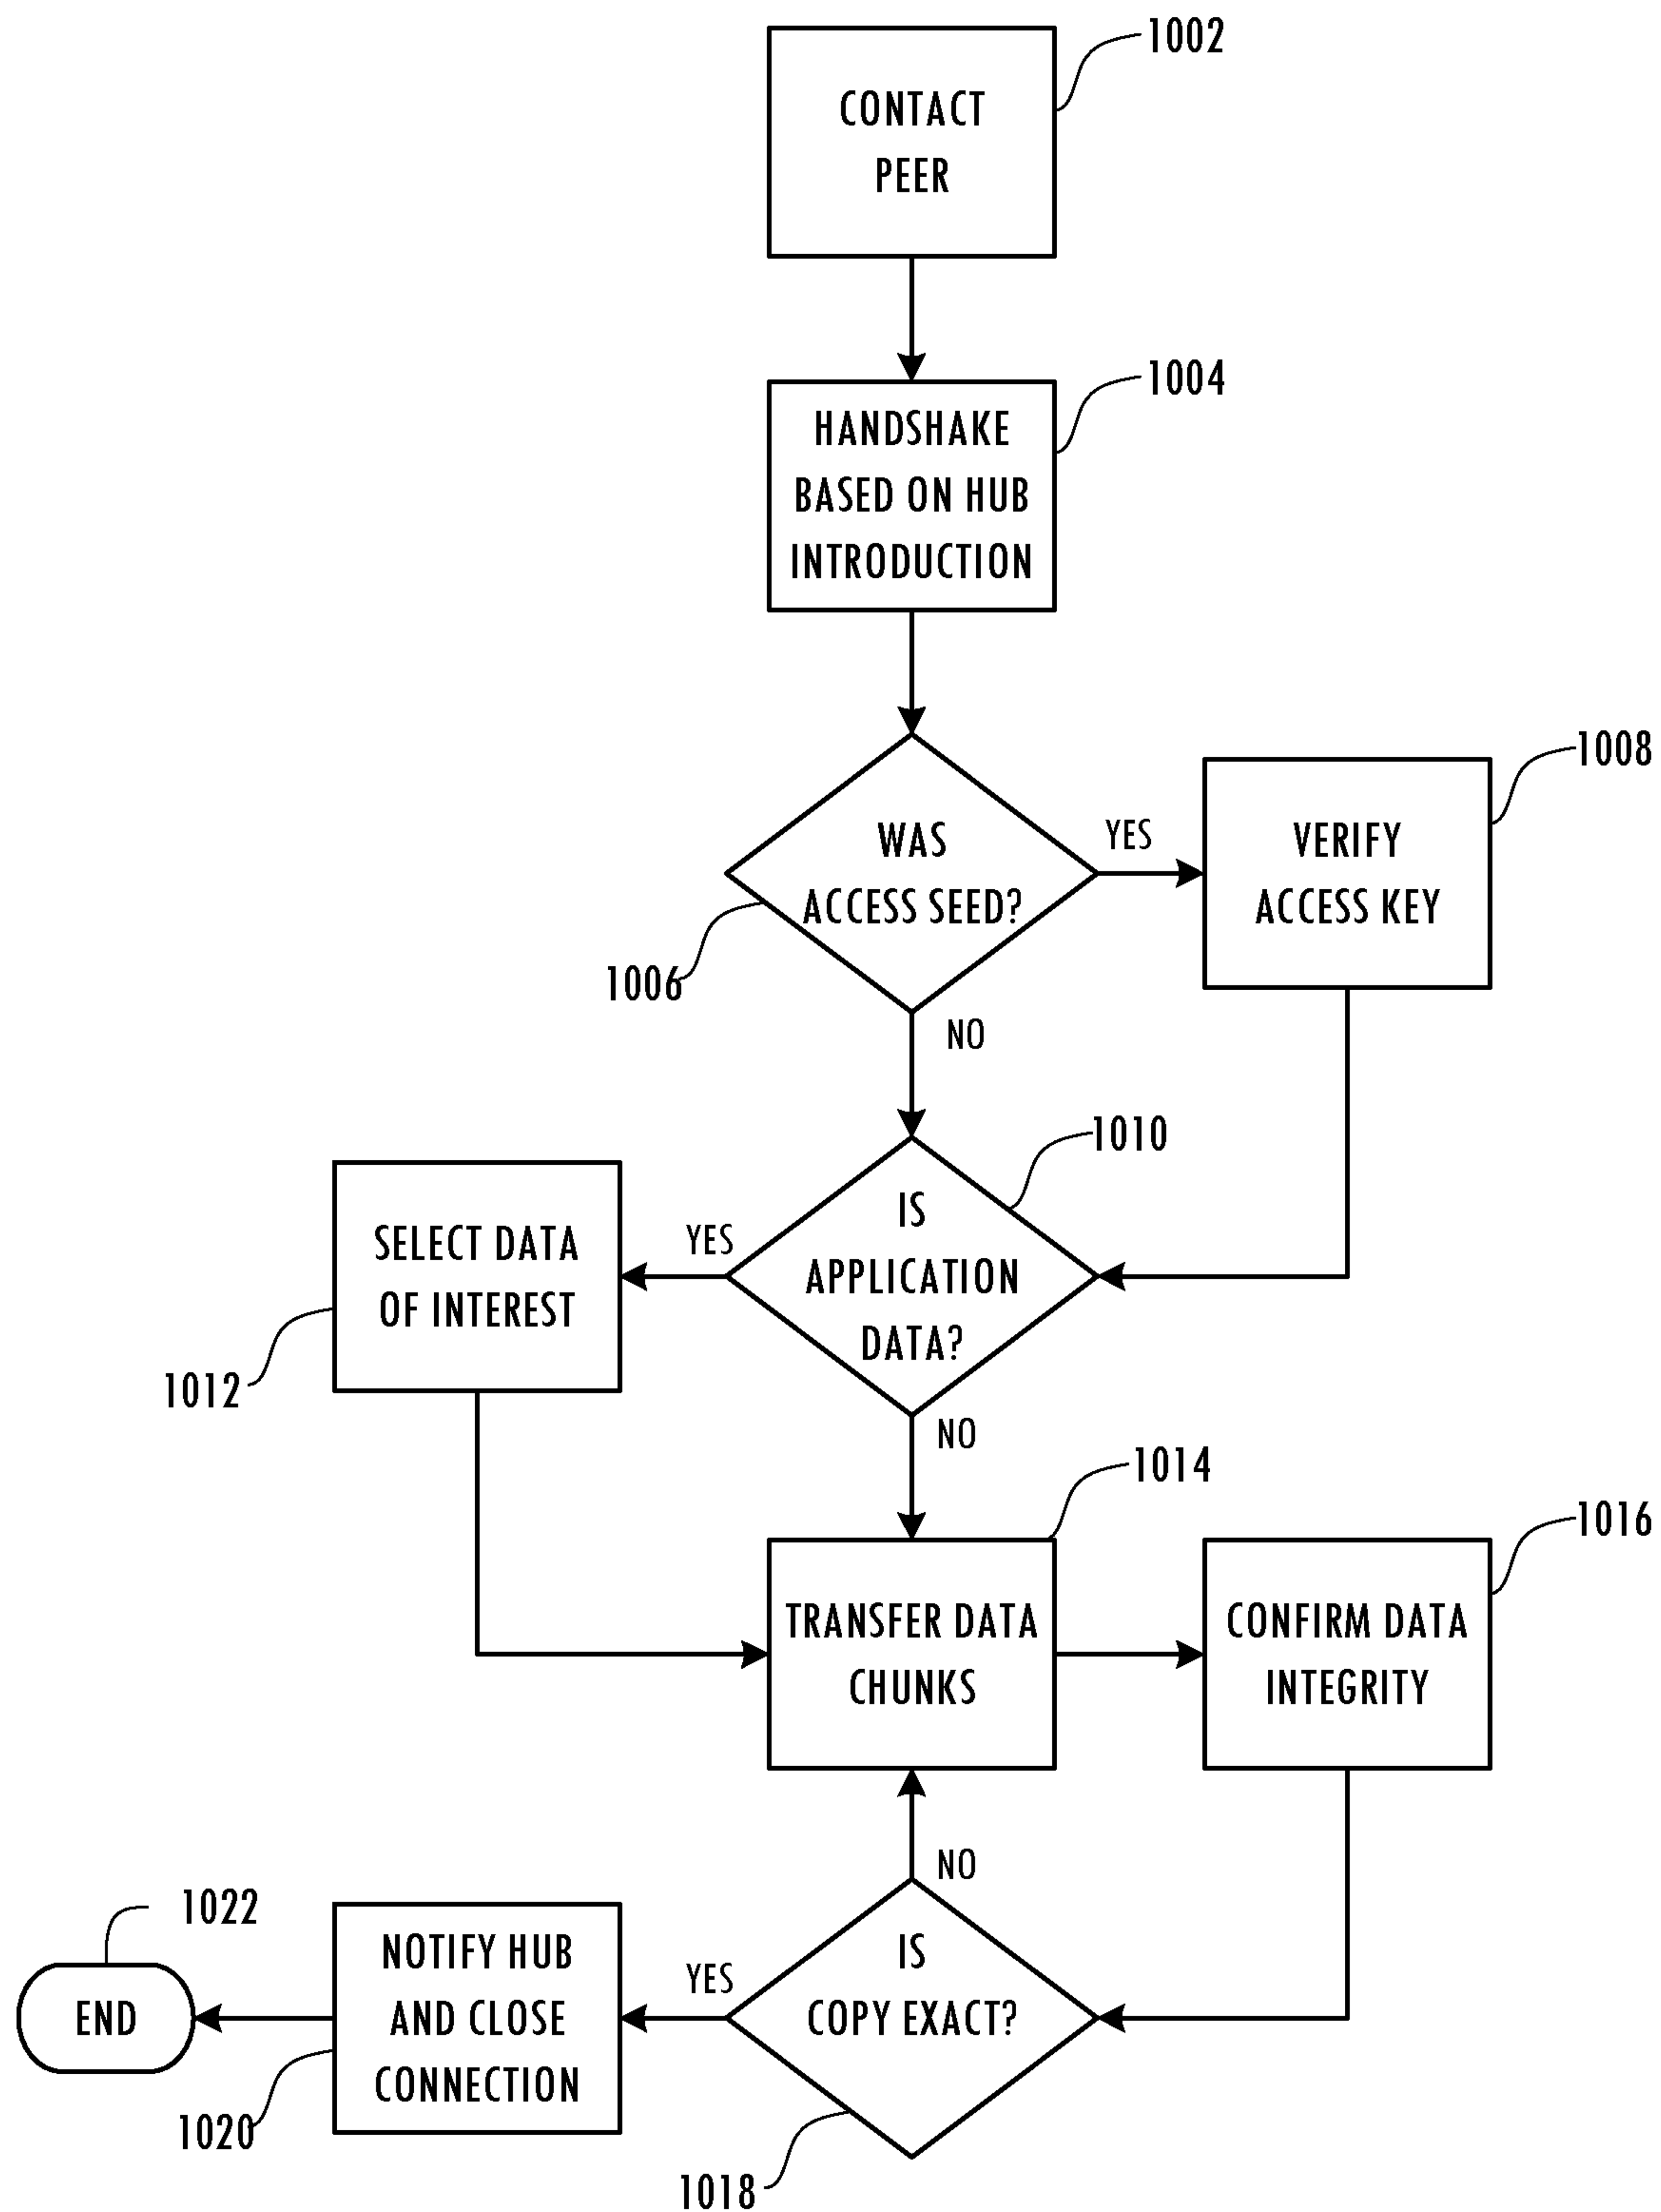 1002
CONTACT
PEER
1004
HANDSHAKE
BASED ON HUB
INTRODUCTION
1008
WAS
ACCESS SEED?
YES
VERIFY
ACCESS KEY
1006
NO
1010
SELECT DATA
OF INTEREST
YES
IS
APPLICATION
DATA?
1012
NO
1014
1016
TRANSFER DATA
CHUNKS
CONFIRM DATA
INTEGRITY
NO
1022
END
NOTIFY HUB
AND CLOSE
CONNECTION
YES
IS
COPY EXACT?
1020
1018